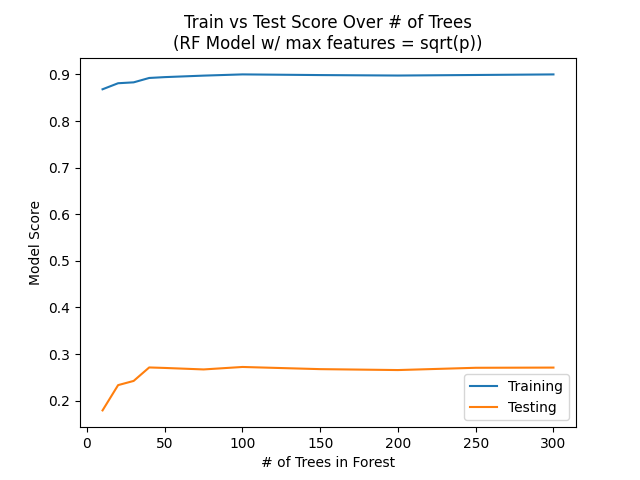 Train vs Test Score Over # of Trees
(RF Model w/ max features = sqrt(p))
Model Score
0.9
0.8
0.7
0.6
0.5
0.4
0.3
0.2
Training
Testing
0 50 100 150 200 250 300
# of Trees in Forest